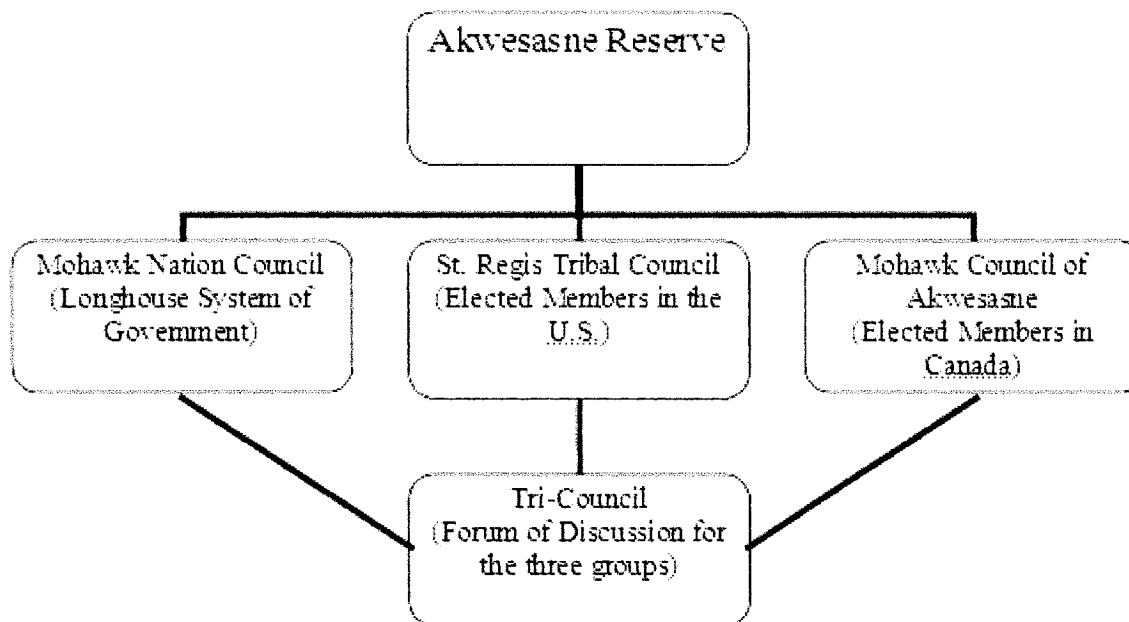 Akwesasne Reserve
Mohawk Nation Council
(Longhouse System of
Government)
St. Regis Tribal Council
(Elected Members in the
U.S.)
Mohawk Council of
Akwesasne
(Elected Members in
Canada)
Tri-Council
(Forum of Discussion for
the three groups)